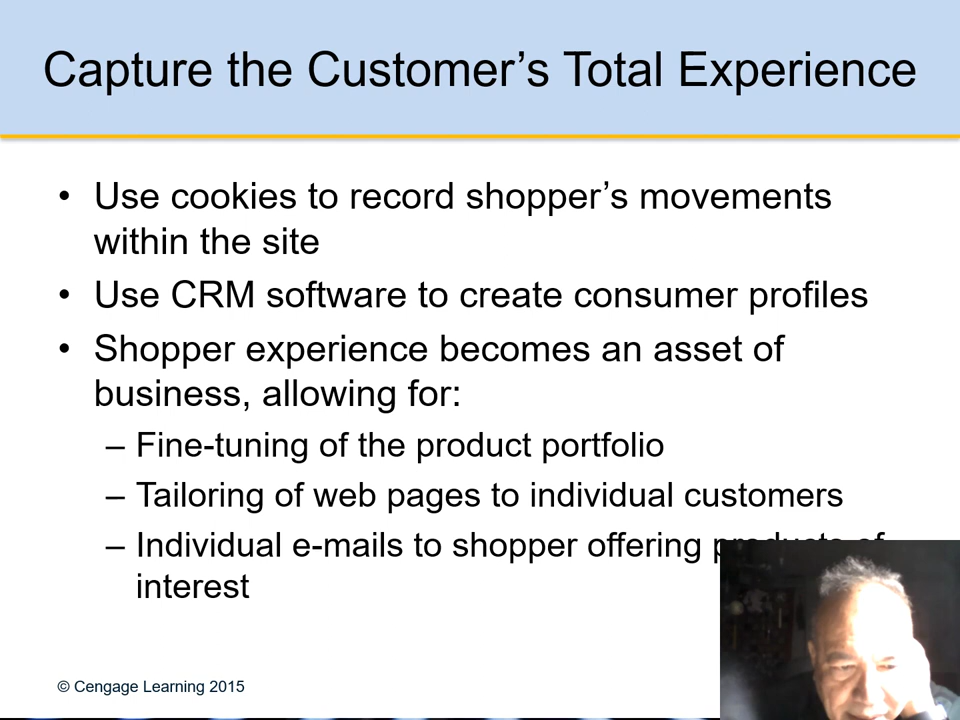 Capture the Customer’s Total Experience
• Use cookies to record shopper’s movements
within the site
• Use CRM software to create consumer profiles
• Shopper experience becomes an asset of
business, allowing for:
– Fine-tuning of the product portfolio
– Tailoring of web pages to individual customers
– Individual e-mails to shopper offering products of
interest
© Cengage Learning 2015